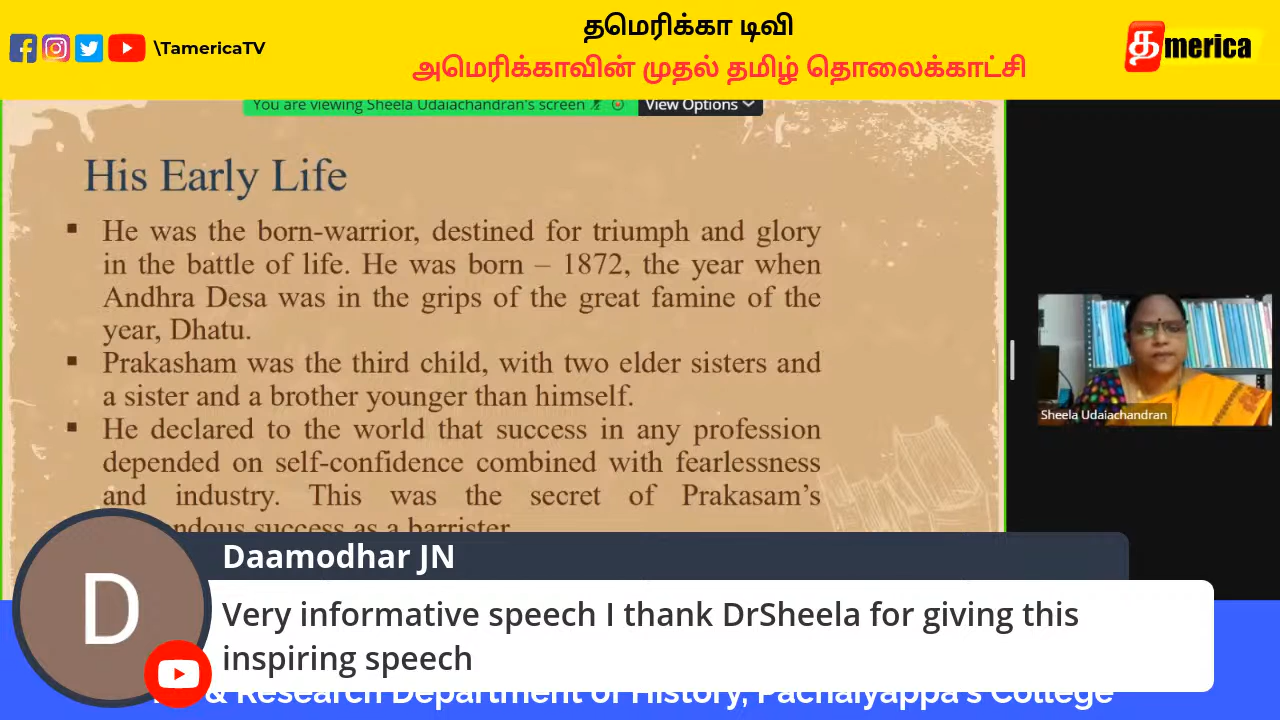 \TamericaTV
தமெரிக்கா டிவி
அமெரிக்காவின் முதல் தமிழ் தொலைக்காட்சி
தmerica
You are viewing Sheela Udaiachandran's screen
View Options
His Early Life
▪ He was the born-warrior, destined for triumph and glory
in the battle of life. He was born – 1872, the year when
Andhra Desa was in the grips of the great famine of the
year, Dhatu.
▪ Prakasham was the third child, with two elder sisters and
a sister and a brother younger than himself.
▪ He declared to the world that success in any profession
depended on self-confidence combined with fearlessness
and industry. This was the secret of Prakasam's
success as a barrister.
Sheela Udaiachandran
D
Daamodhar JN
Very informative speech I thank DrSheela for giving this
inspiring speech
& Research Department of History, Pachaiyappa's College